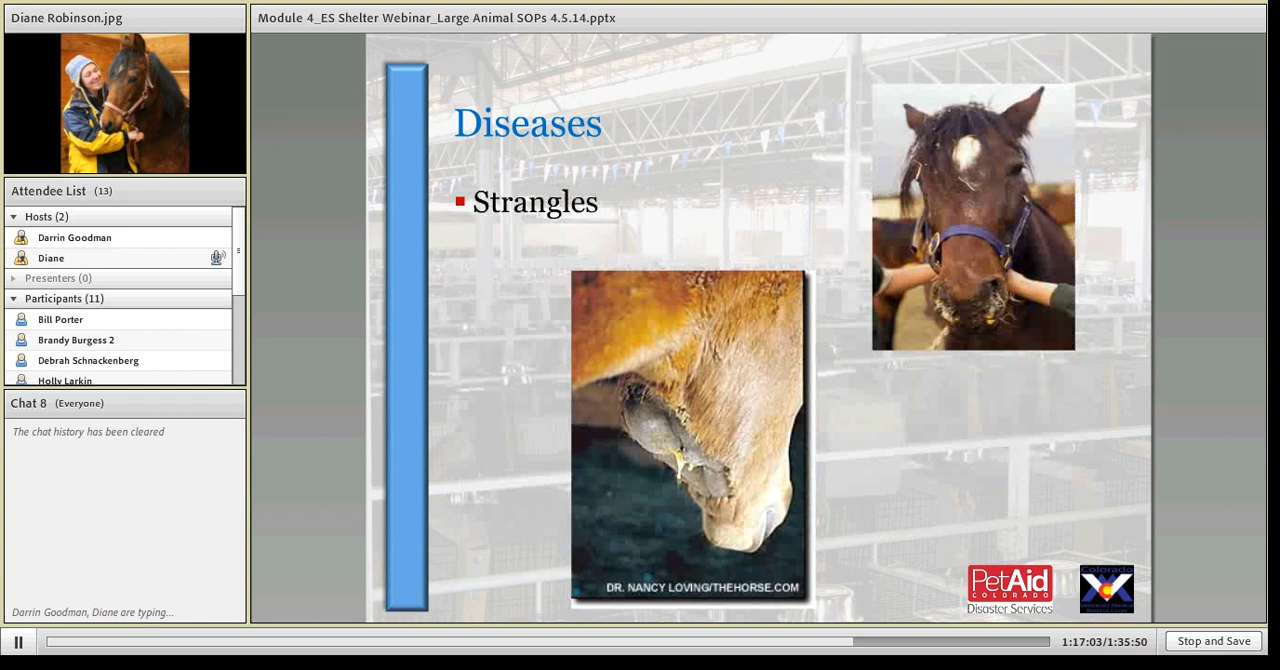 Diane Robinson.jpg
Attendee List (13)
Hosts (2)
Darrin Goodman
Diane
Presenters (0)
Participants (11)
Bill Porter
Brandy Burgess 2
Debrah Schnackenberg
Holly Larkin
Chat 8 (Everyone)
The chat history has been cleared
Darrin Goodman, Diane are typing...
Module 4_ES Shelter Webinar_Large Animal SOPs 4.5.14.pptx
Diseases
Strangles
DR. NANCY LOVING/THEHORSE.COM
PetAid
COLORADO
Disaster Services
Colorado
1:17:03/1:35:50
Stop and Save